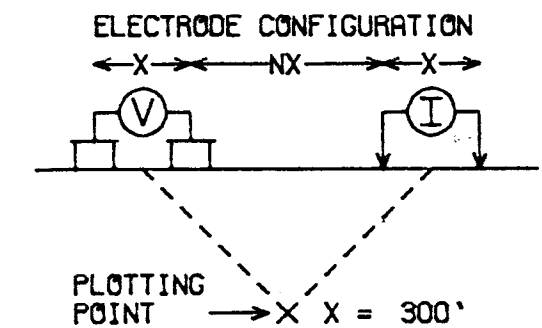 ELECTRODE CONFIGURATION
X NX X
V I
PLOTTING
POINT X X = 300'